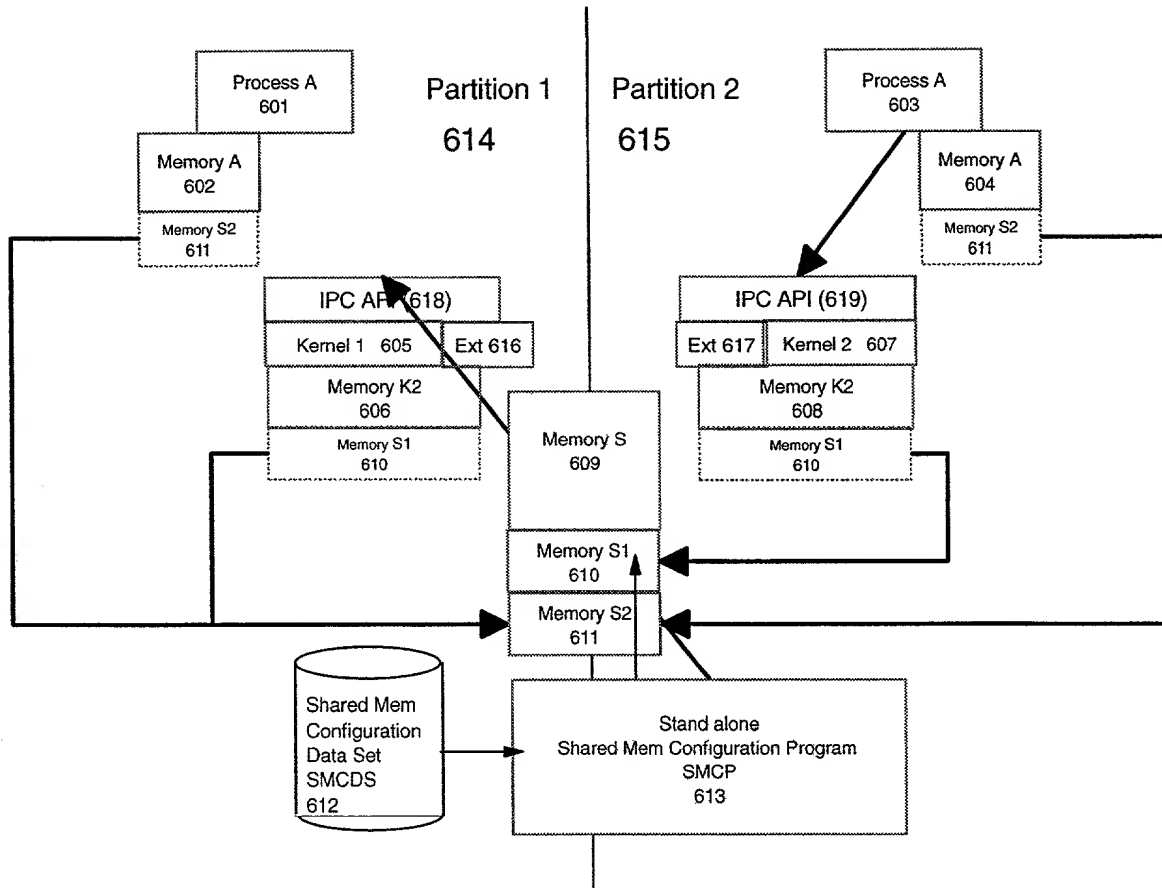 Process A
601
Partition 1
614
Partition 2
615
Process A
603
Memory A
602
Memory S2
611
Memory A
604
Memory S2
611
IPC API (618)
Kernel 1 605
Ext 616
Memory K2
606
Memory S1
610
IPC API (619)
Ext 617
Kernel 2 607
Memory K2
608
Memory S1
610
Memory S
609
Memory S1
610
Memory S2
611
Shared Mem
Configuration
Data Set
SMCDS
612
Stand alone
Shared Mem Configuration Program
SMCP
613